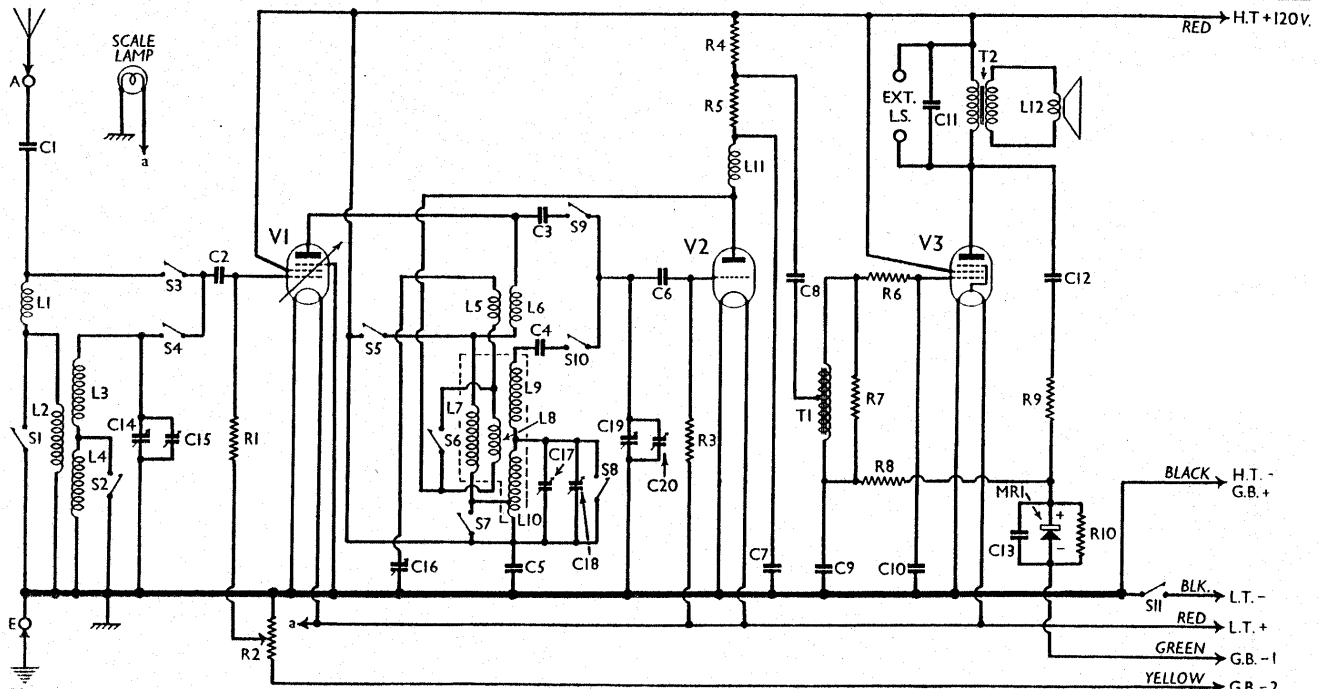 H.T +120V.
RED
SCALE
LAMP
R4
T2
A
EXT.
L.S.
C11
L12
R5
C1
a
L11
C3
S9
V1
V2
V3
C2
S3
C6
C8
R6
C12
L1
L5
L6
S5
C4
S10
S4
L3
L9
R9
L2
L7
L8
T1
R7
C14
C15
R1
S6
C19
R3
S1
L4
C17
S8
C20
R8
BLACK
H.T. -
G.B. +
S2
MR1
+
L10
S7
C13
-
R10
C16
C5
C18
C7
C9
C10
S11
BLK.
L.T. -
E
a
RED
L.T. +
R2
GREEN
G.B. -1
YELLOW
G.B. -2